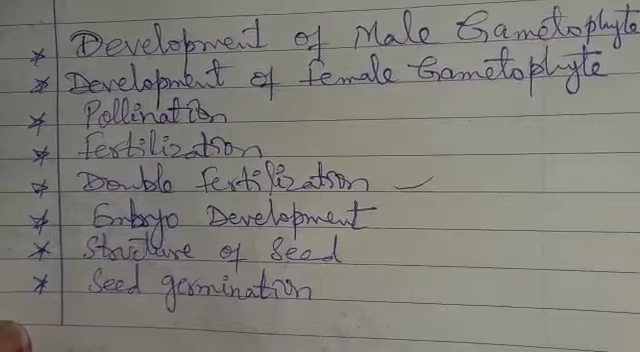 * Development of Male Gametophyte
* Development of female Gametophyte
* Pollination
* Fertilization
* Double fertilization
* Embryo Development
* Structure of Seed
* Seed germination